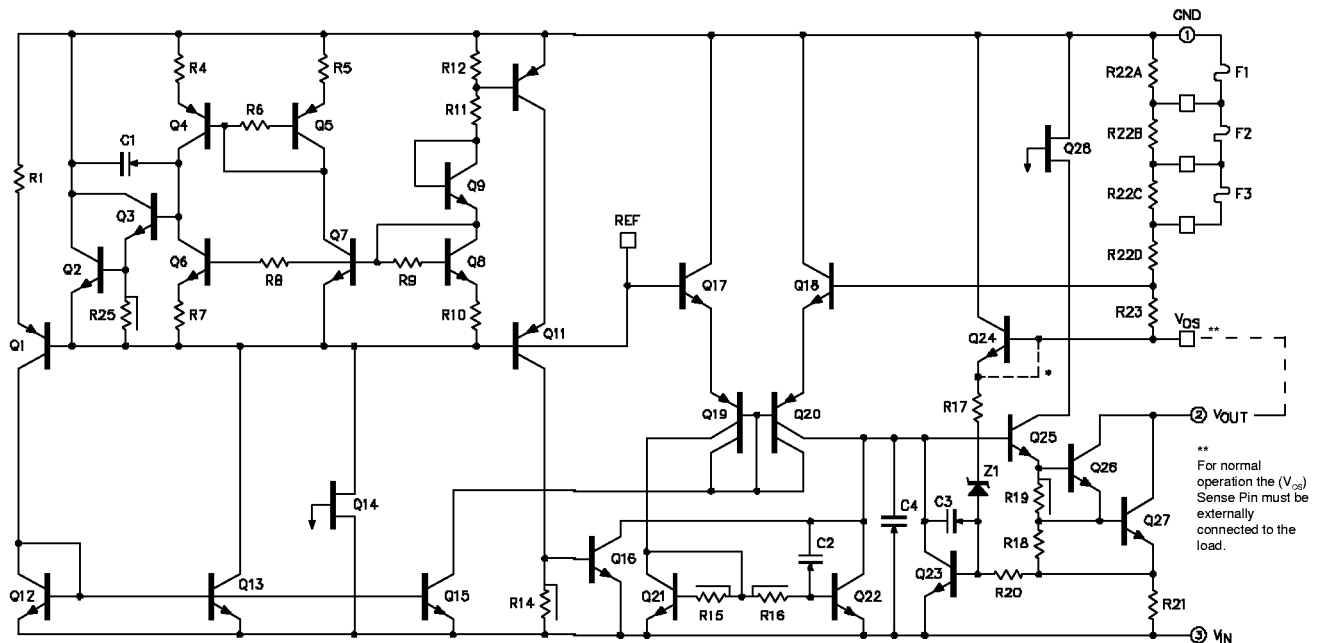 GND
1
R4
R5
R12
R22A
F1
R11
R6
Q4
Q5
C1
R22B
F2
Q28
R1
Q9
R22C
F3
Q3
Q7
REF
Q2
Q6
R8
R9
Q8
Q17
Q18
R22D
R25
R7
R10
R23
Q1
Q11
Q24
VOS
**
*
R17
Q19
Q20
2
VOUT
Q25
Q26
**
For normal
operation the (VOS)
Sense Pin must be
externally
connected to the
load.
Z1
R19
Q14
C4
C3
Q27
R18
Q16
C2
Q12
Q13
Q15
R14
Q21
R15
R16
Q22
Q23
R20
R21
3
VIN